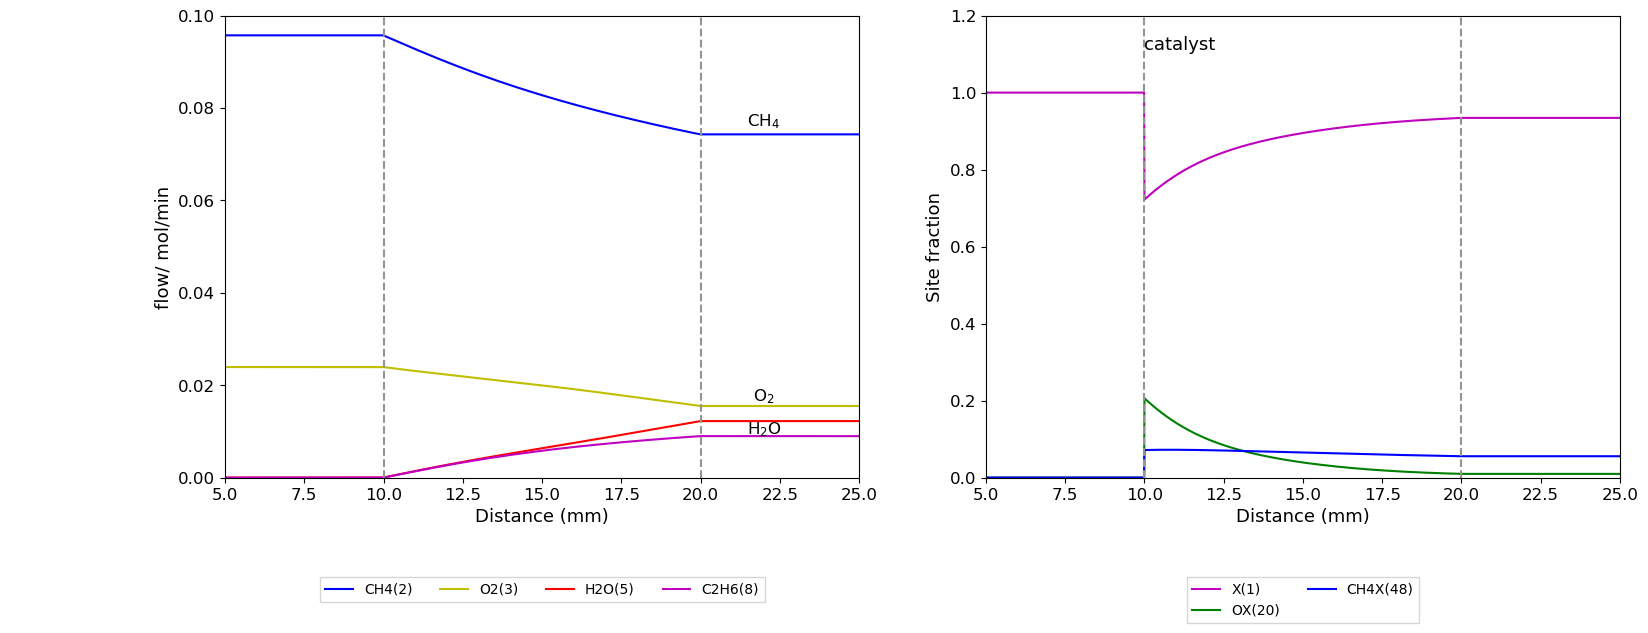 0.10
0.08
0.06
0.04
0.02
0.00
flow/ mol/min
CH₄
O₂
H₂O
5.0 7.5 10.0 12.5 15.0 17.5 20.0 22.5 25.0
Distance (mm)
CH4(2) O2(3) H2O(5) C2H6(8)
1.2
1.0
0.8
0.6
0.4
0.2
0.0
Site fraction
catalyst
5.0 7.5 10.0 12.5 15.0 17.5 20.0 22.5 25.0
Distance (mm)
X(1) CH4X(48)
OX(20)